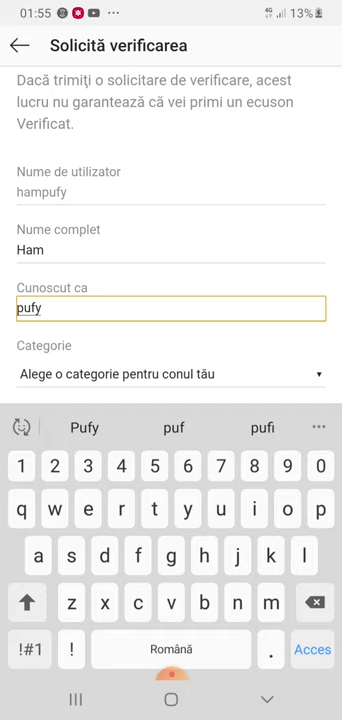 01:55 ··· 4G 13%
Solicită verificarea
Dacă trimiți o solicitare de verificare, acest
lucru nu garantează că vei primi un ecuson
Verificat.
Nume de utilizator
hampufy
Nume complet
Ham
Cunoscut ca
pufy
Categorie
Alege o categorie pentru conul tău
Pufy puf pufi ···
1 2 3 4 5 6 7 8 9 0
q w e r t y u i o p
a s d f g h j k l
z x c v b n m
!#1 ! Română . Acces